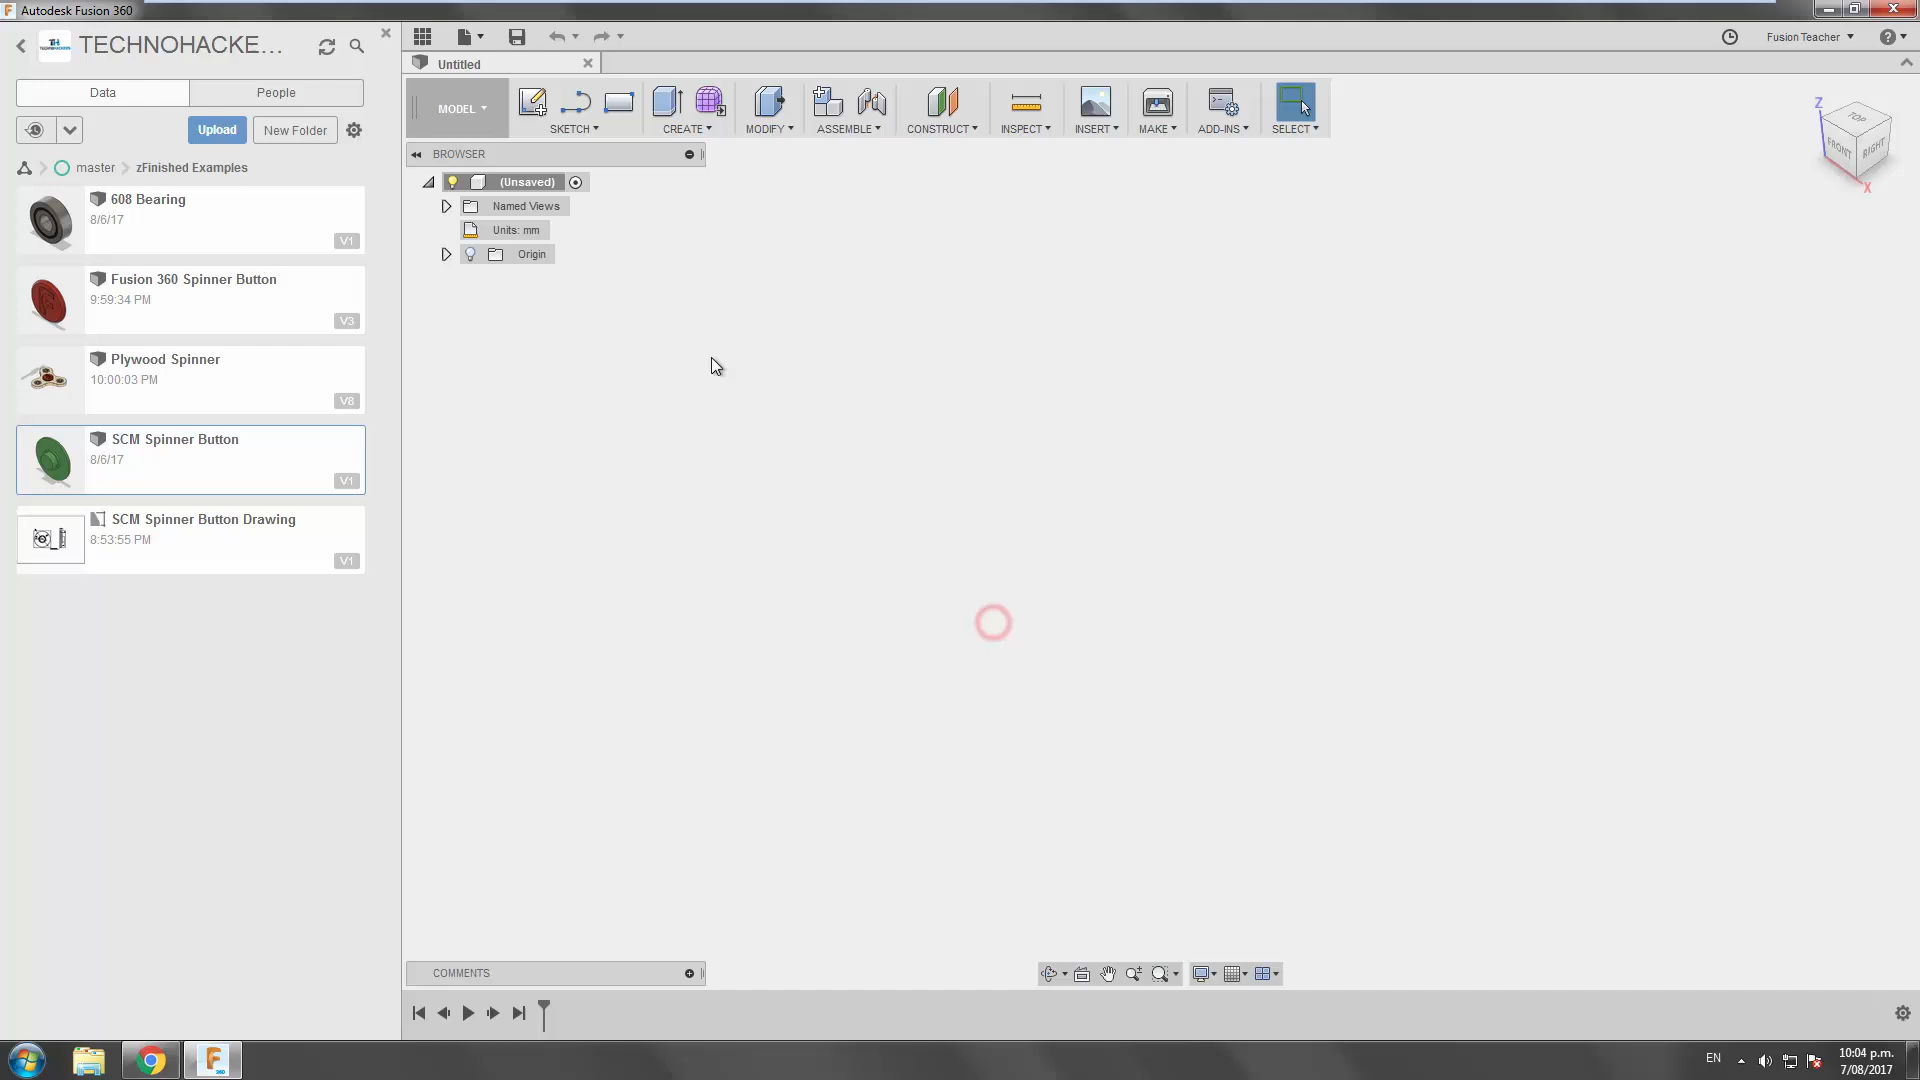 Autodesk Fusion 360
TECHNOHACKE...
Data
People
Upload
New Folder
master
zFinished Examples
608 Bearing
8/6/17
V1
Fusion 360 Spinner Button
9:59:34 PM
V3
Plywood Spinner
10:00:03 PM
V8
SCM Spinner Button
8/6/17
V1
SCM Spinner Button Drawing
8:53:55 PM
V1
Fusion Teacher
Untitled
MODEL
SKETCH
CREATE
MODIFY
ASSEMBLE
CONSTRUCT
INSPECT
INSERT
MAKE
ADD-INS
SELECT
BROWSER
(Unsaved)
Named Views
Units: mm
Origin
Z
TOP
FRONT
RIGHT
X
COMMENTS
EN
10:04 p.m.
7/08/2017